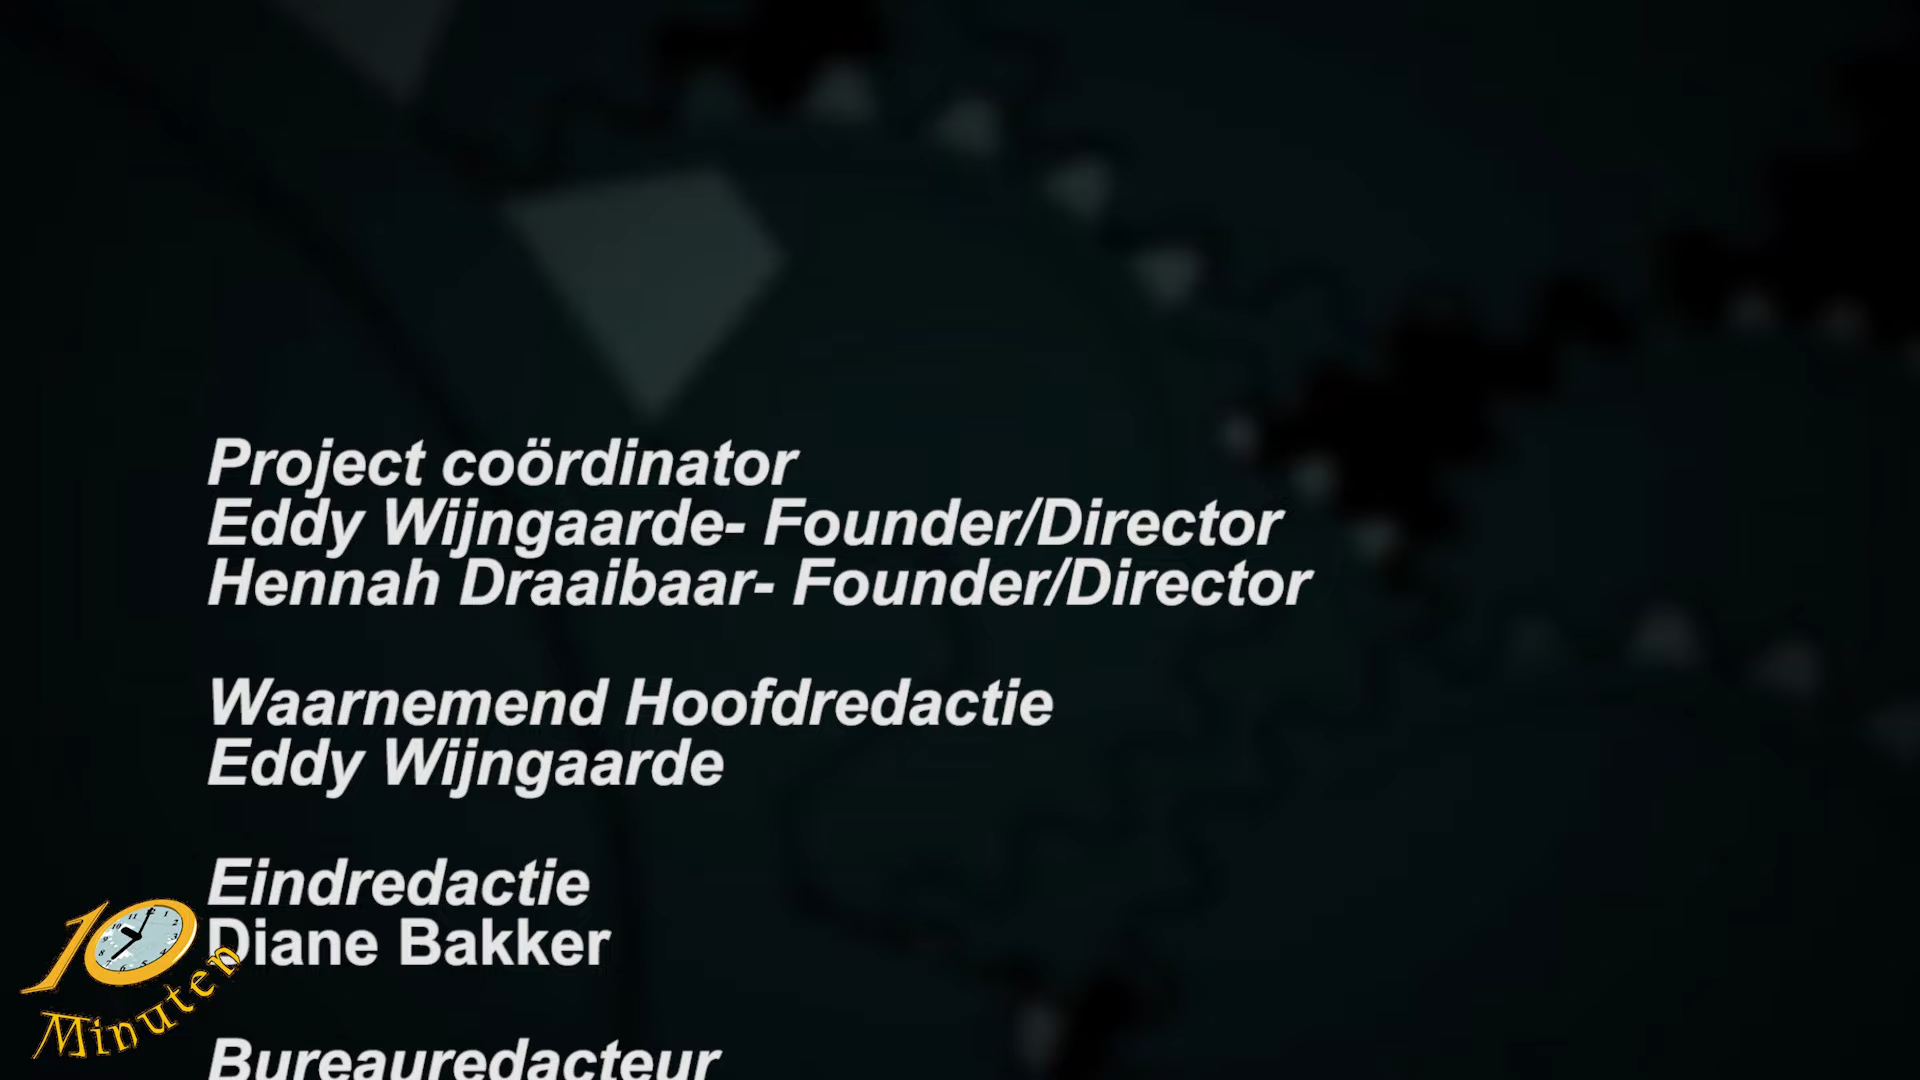 Project coördinator
Eddy Wijngaarde- Founder/Director
Hennah Draaibaar- Founder/Director
Waarnemend Hoofdredactie
Eddy Wijngaarde
Eindredactie
Diane Bakker
10
Minuten
Bureauredacteur